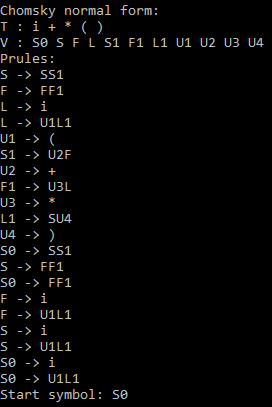 Chomsky normal form:
T : i + * ( )
V : S0 S F L S1 F1 L1 U1 U2 U3 U4
Prules:
S -> SS1
F -> FF1
L -> i
L -> U1L1
U1 -> (
S1 -> U2F
U2 -> +
F1 -> U3L
U3 -> *
L1 -> SU4
U4 -> )
S0 -> SS1
S -> FF1
S0 -> FF1
F -> i
F -> U1L1
S -> i
S -> U1L1
S0 -> i
S0 -> U1L1
Start symbol: S0